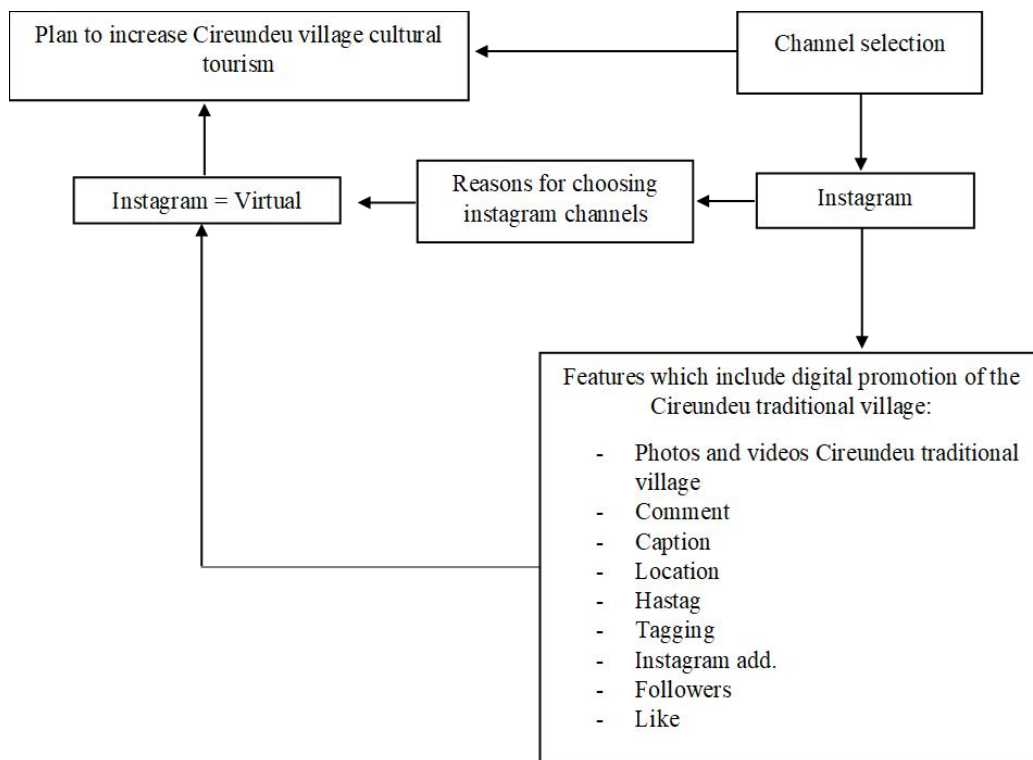 Plan to increase Cireundeu village cultural
tourism
Channel selection
Instagram = Virtual
Reasons for choosing
instagram channels
Instagram
Features which include digital promotion of the
Cireundeu traditional village:
- Photos and videos Cireundeu traditional
village
- Comment
- Caption
- Location
- Hastag
- Tagging
- Instagram add.
- Followers
- Like